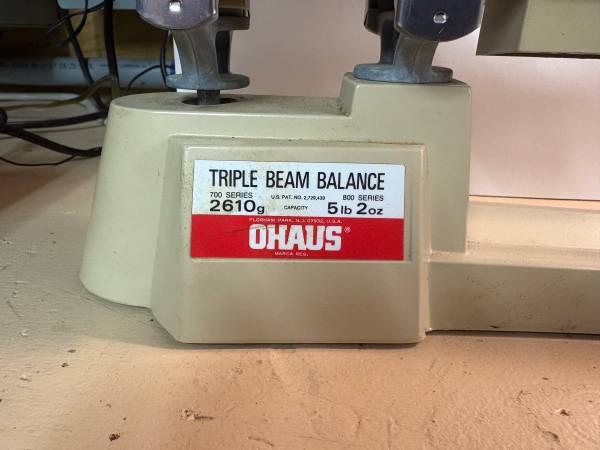 TRIPLE BEAM BALANCE
700 SERIES U.S. PAT. NO. 2,729,439 800 SERIES
2610g CAPACITY 5 lb 2 oz
FLORHAM PARK, N.J. 07932, U.S.A.
OHAUS®
MARCA REG.